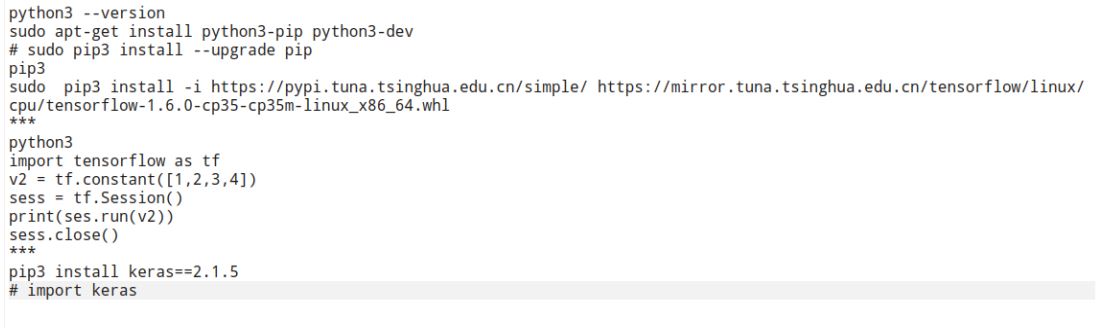 python3 --version
sudo apt-get install python3-pip python3-dev
# sudo pip3 install --upgrade pip
pip3
sudo  pip3 install -i https://pypi.tuna.tsinghua.edu.cn/simple/ https://mirror.tuna.tsinghua.edu.cn/tensorflow/linux/
cpu/tensorflow-1.6.0-cp35-cp35m-linux_x86_64.whl
***
python3
import tensorflow as tf
v2 = tf.constant([1,2,3,4])
sess = tf.Session()
print(ses.run(v2))
sess.close()
***
pip3 install keras==2.1.5
# import keras